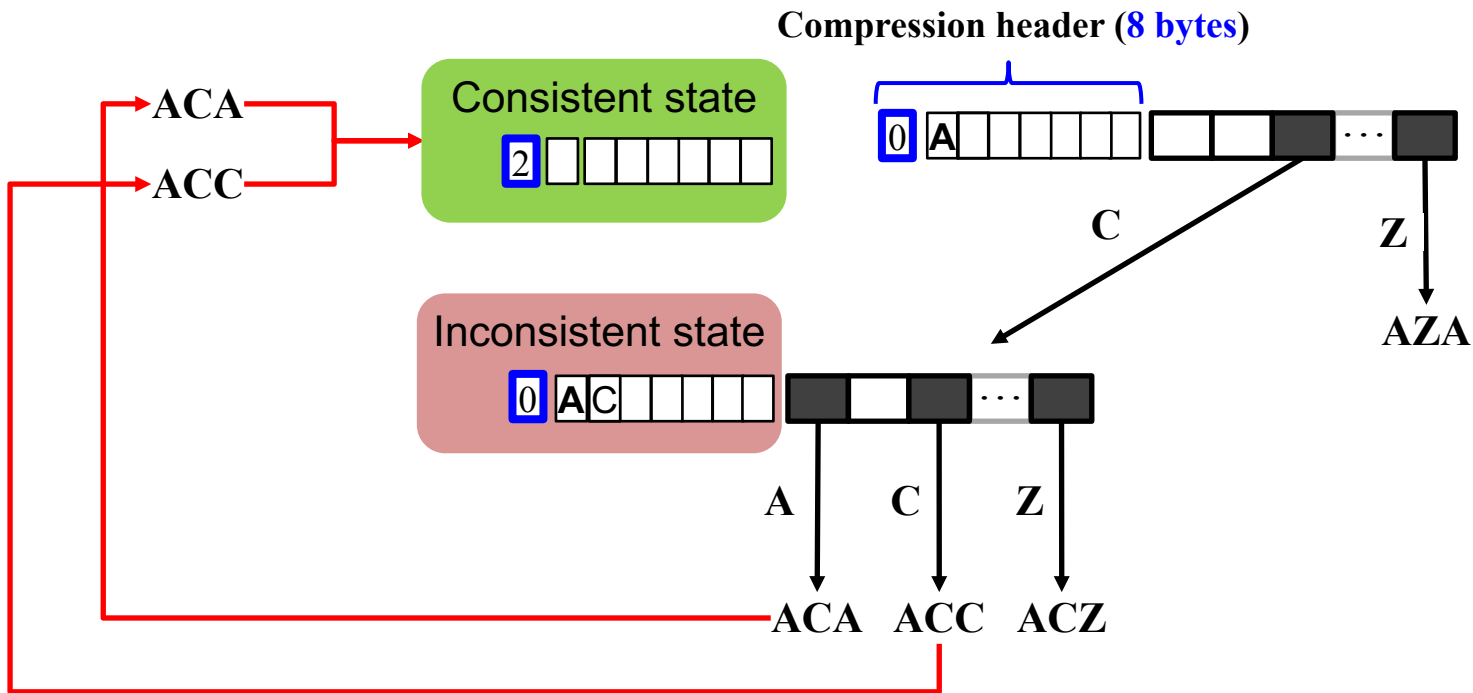 Compression header (8 bytes)
ACA
ACC
Consistent state
2
0 A
...
C
Z
AZA
Inconsistent state
0 A C
...
A
C
Z
ACA ACC ACZ